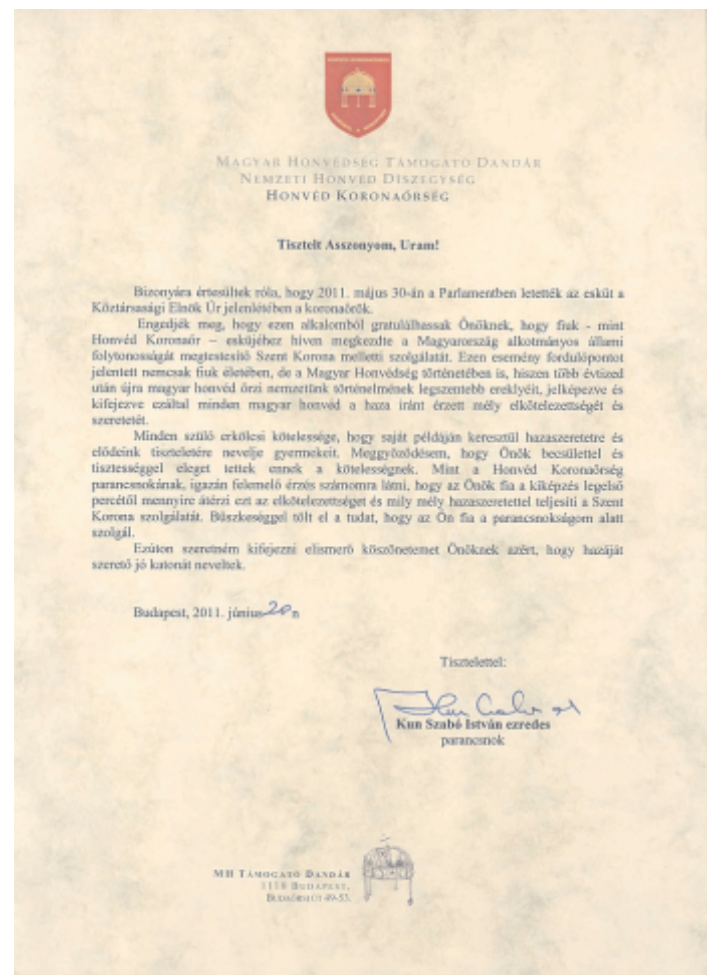 MAGYAR HONVÉDSÉG TÁMOGATÓ DANDÁR
NEMZETI HONVÉD DÍSZEGYSÉG
HONVÉD KORONAŐRSÉG
Tisztelt Asszonyom, Uram!
Bizonyára értesültek róla, hogy 2011. május 30-án a Parlamentben letették az esküt a
Köztársasági Elnök Úr jelenlétében a koronaőrök.
Engedjék meg, hogy ezen alkalomból gratulálhassak Önöknek, hogy fiuk - mint
Honvéd Koronaőr – esküjéhez híven megkezdte a Magyarország alkotmányos állami
folytonosságát megtestesítő Szent Korona melletti szolgálatát. Ezen esemény fordulópontot
jelentett nemcsak fiuk életében, de a Magyar Honvédség történetében is, hiszen több évtized
után újra magyar honvéd őrzi nemzetünk történelmének legszentebb ereklyéit, jelképezve és
kifejezve ezáltal minden magyar honvéd a haza iránt érzett mély elkötelezettségét és
szeretetét.
Minden szülő erkölcsi kötelessége, hogy saját példáján keresztül hazaszeretetre és
elődeink tiszteletére nevelje gyermekeit. Meggyőződésem, hogy Önök becsülettel és
tisztességgel eleget tettek ennek a kötelességnek. Mint a Honvéd Koronaőrség
parancsnokának, igazán felemelő érzés számomra látni, hogy az Önök fia a kiképzés legelső
percétől mennyire átérzi ezt az elkötelezettséget és mily mély hazaszeretettel teljesíti a Szent
Korona szolgálatát. Büszkeséggel tölt el a tudat, hogy az Ön fia a parancsnokságom alatt
szolgál.
Ezúton szeretném kifejezni elismerő köszönetemet Önöknek azért, hogy hazáját
szerető jó katonát neveltek.
Budapest, 2011. június 20 n
Tisztelettel:
Kun Szabó István ezredes
parancsnok
MH TÁMOGATÓ DANDÁR
1118 BUDAPEST,
BUDAÖRSI ÚT 49-53.